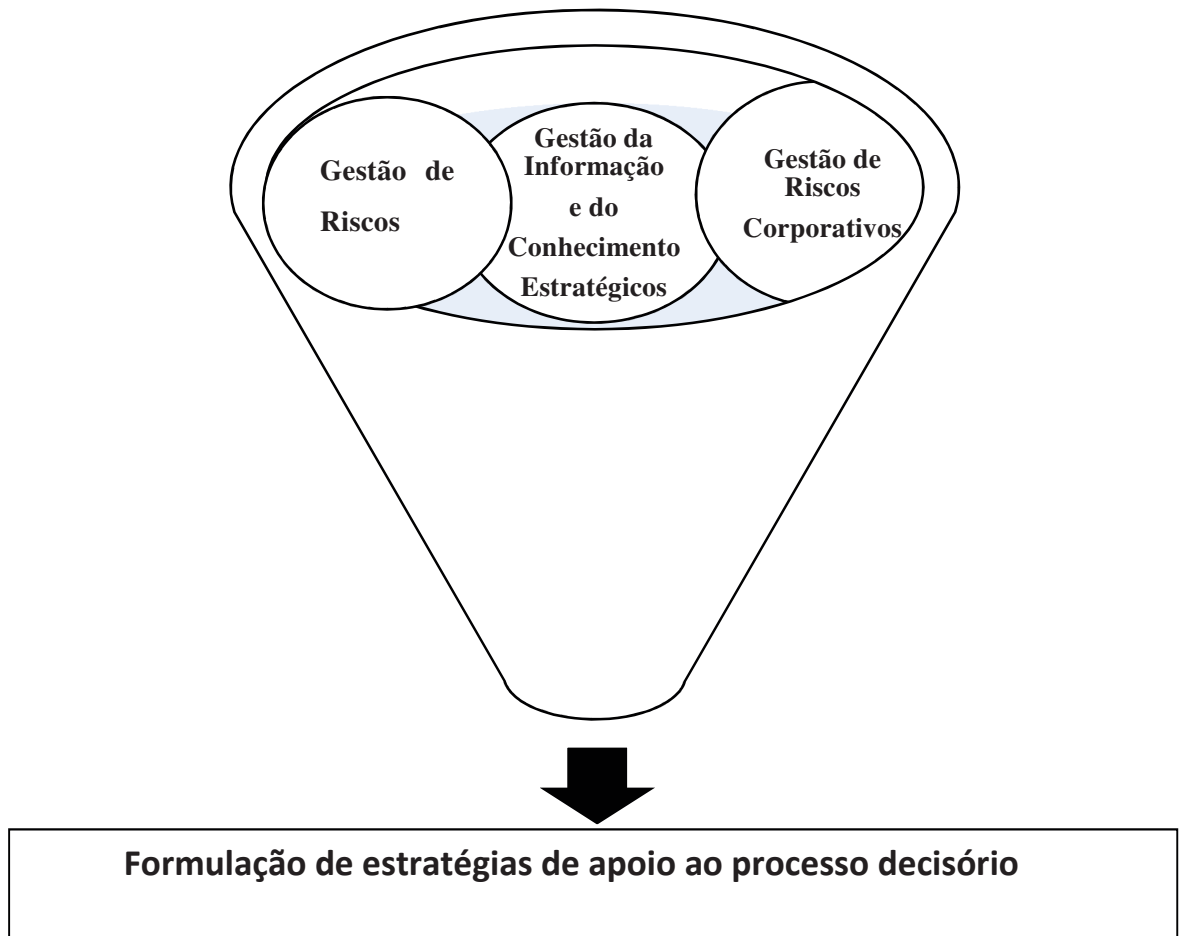 Gestão de
Riscos
Gestão da
Informação
e do
Conhecimento
Estratégicos
Gestão de
Riscos
Corporativos
Formulação de estratégias de apoio ao processo decisório